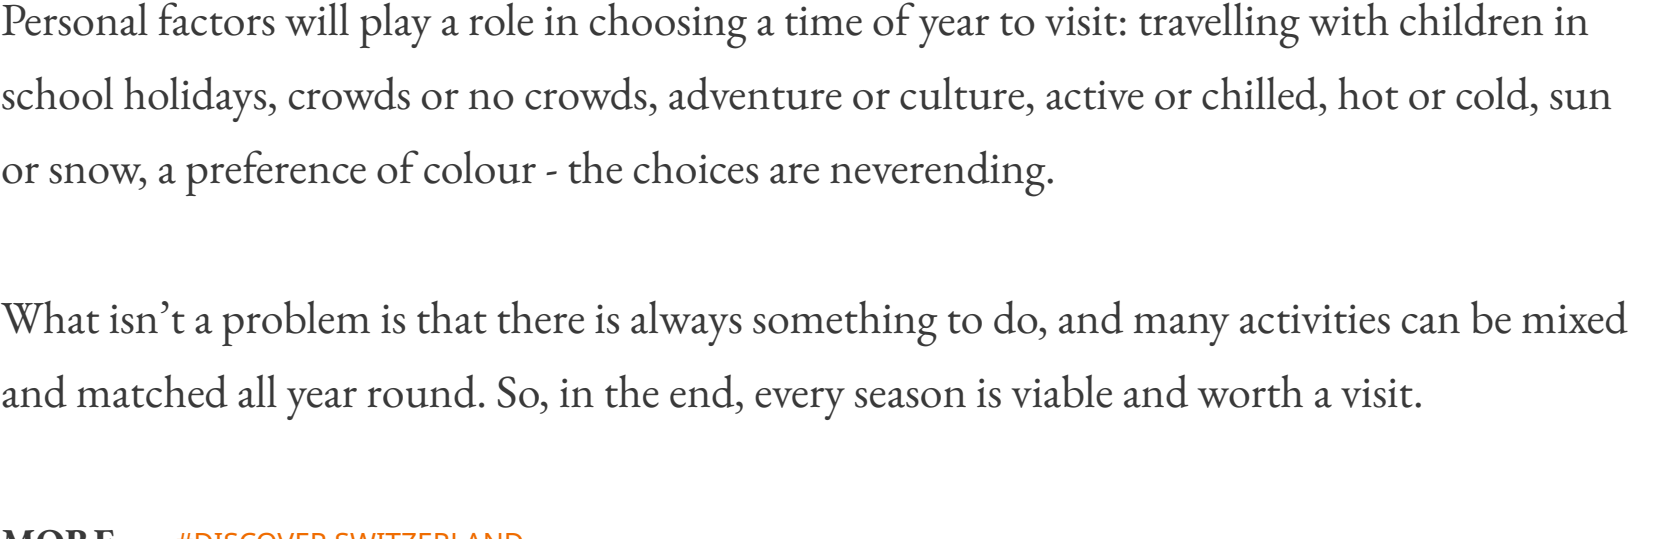 Personal factors will play a role in choosing a time of year to visit: travelling with children in
school holidays, crowds or no crowds, adventure or culture, active or chilled, hot or cold, sun
or snow, a preference of colour - the choices are neverending.
What isn’t a problem is that there is always something to do, and many activities can be mixed
and matched all year round. So, in the end, every season is viable and worth a visit.
MORE #DISCOVER SWITZERLAND